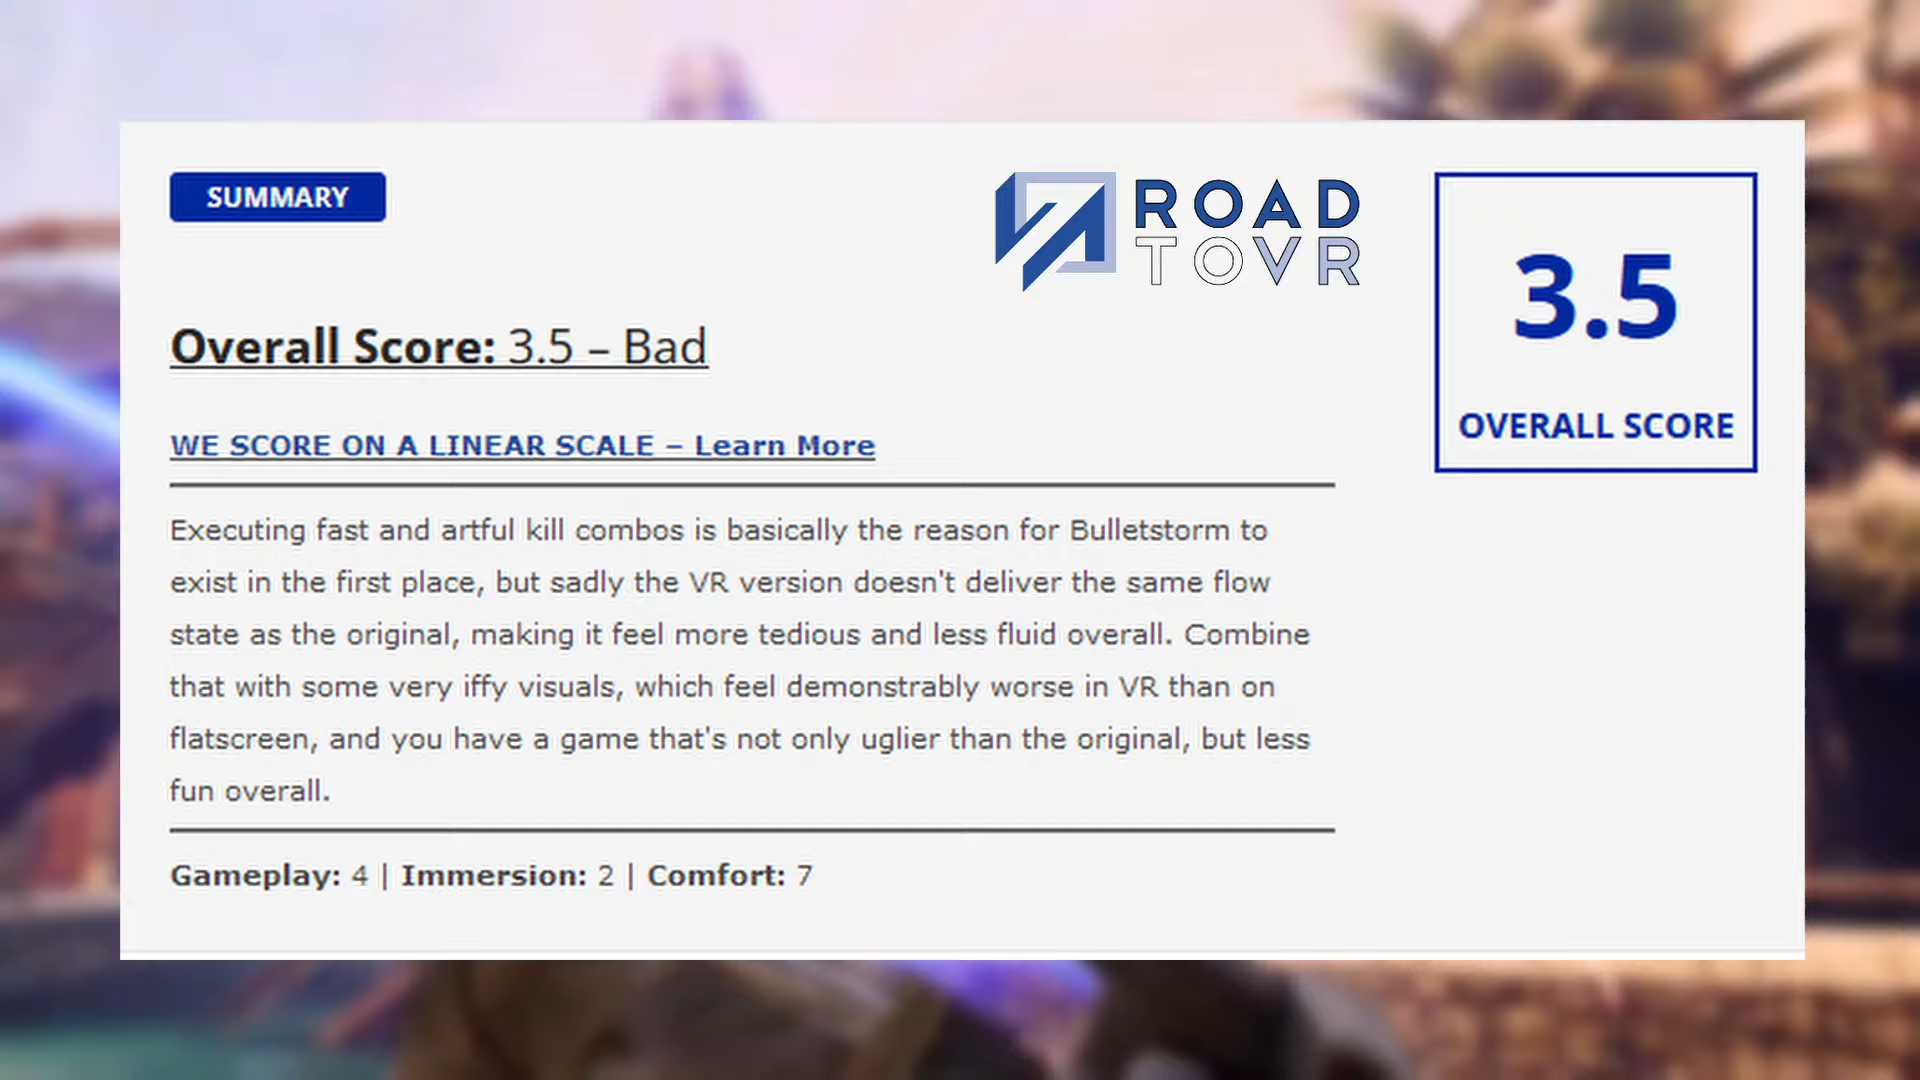 SUMMARY
ROAD
TOVR
3.5
OVERALL SCORE
Overall Score: 3.5 – Bad
WE SCORE ON A LINEAR SCALE – Learn More
Executing fast and artful kill combos is basically the reason for Bulletstorm to
exist in the first place, but sadly the VR version doesn't deliver the same flow
state as the original, making it feel more tedious and less fluid overall. Combine
that with some very iffy visuals, which feel demonstrably worse in VR than on
flatscreen, and you have a game that's not only uglier than the original, but less
fun overall.
Gameplay: 4 | Immersion: 2 | Comfort: 7